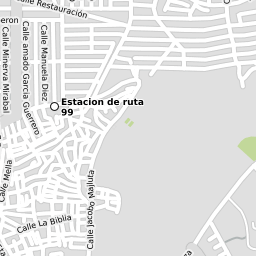 Calle Restauración
Calle Minerva Mirabal
Calle amado Garcia Guerrero
Calle Manuela Diez
Estacion de ruta
99
Calle Mella
Calle La Biblia
Calle Jacobo Majluta